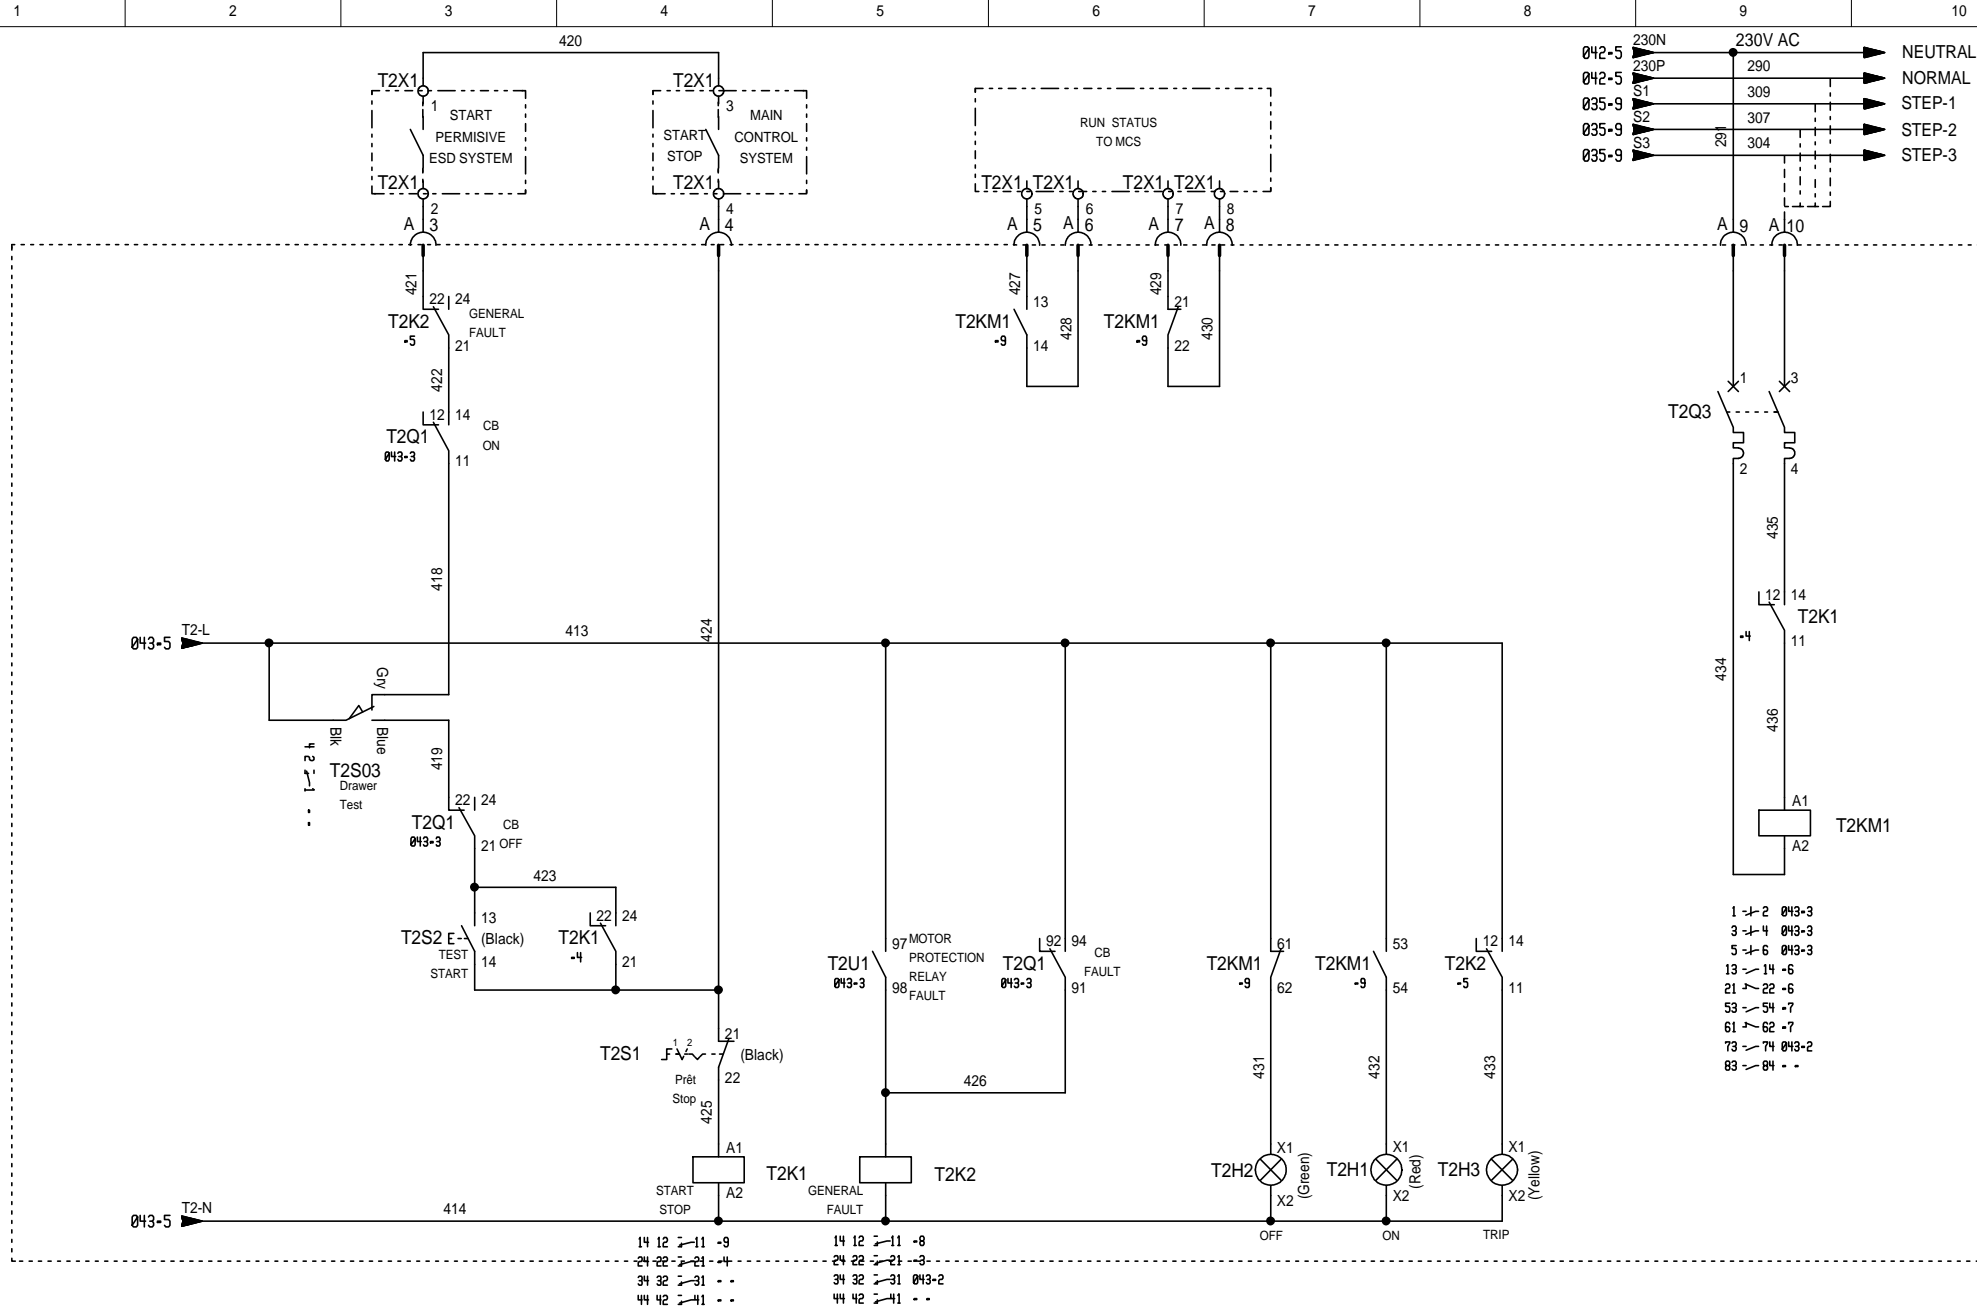 1 2 3 4 5 6 7 8 9 10
420
T2X1 T2X1
1 3
START
PERMISIVE
ESD SYSTEM
START
STOP
MAIN
CONTROL
SYSTEM
T2X1 T2X1
2 4
A 3 A 4
RUN STATUS
TO MCS
T2X1 T2X1 T2X1 T2X1
5 6 7 8
A 5 A 6 A 7 A 8
042-5 230N 230V AC NEUTRAL
042-5 230P 290 NORMAL
035-9 S1 309 STEP-1
035-9 S2 307 STEP-2
035-9 S3 304 STEP-3
291
A 9 A 10
421
22 24
T2K2
-5
GENERAL
FAULT
21
422
12 14
T2Q1
043-3
CB
ON
11
418
424
427
13
T2KM1
-9
14
428
429
21
T2KM1
-9
22
430
1 3
T2Q3
2 4
435
12 14
T2K1
-4
11
434
436
A1
T2KM1
A2
1 2 043-3
3 4 043-3
5 6 043-3
13 14 -6
21 22 -6
53 54 -7
61 62 -7
73 74 043-2
83 84 - -
043-5 T2-L 413
Gry
Blk Blue
4 2 1 - -
T2S03
Drawer
Test
419
22 24
T2Q1
043-3
CB
OFF
21
423
13
T2S2 (Black)
TEST
START
14
22 24
T2K1
-4
21
21
T2S1 1 2 (Black)
22
Prêt
Stop
425
A1
T2K1
A2
START
STOP
97
T2U1
043-3
98
MOTOR
PROTECTION
RELAY
FAULT
92 94
T2Q1
043-3
CB
FAULT
91
426
T2K2
GENERAL
FAULT
61
T2KM1
-9
62
431
X1
T2H2 (Green)
X2
OFF
53
T2KM1
-9
54
432
X1
T2H1 (Red)
X2
ON
12 14
T2K2
-5
11
433
X1
T2H3 (Yellow)
X2
TRIP
043-5 T2-N 414
14 12 11 -9
24 22 21 -4
34 32 31 - -
44 42 41 - -
14 12 11 -8
24 22 21 -3
34 32 31 043-2
44 42 41 - -